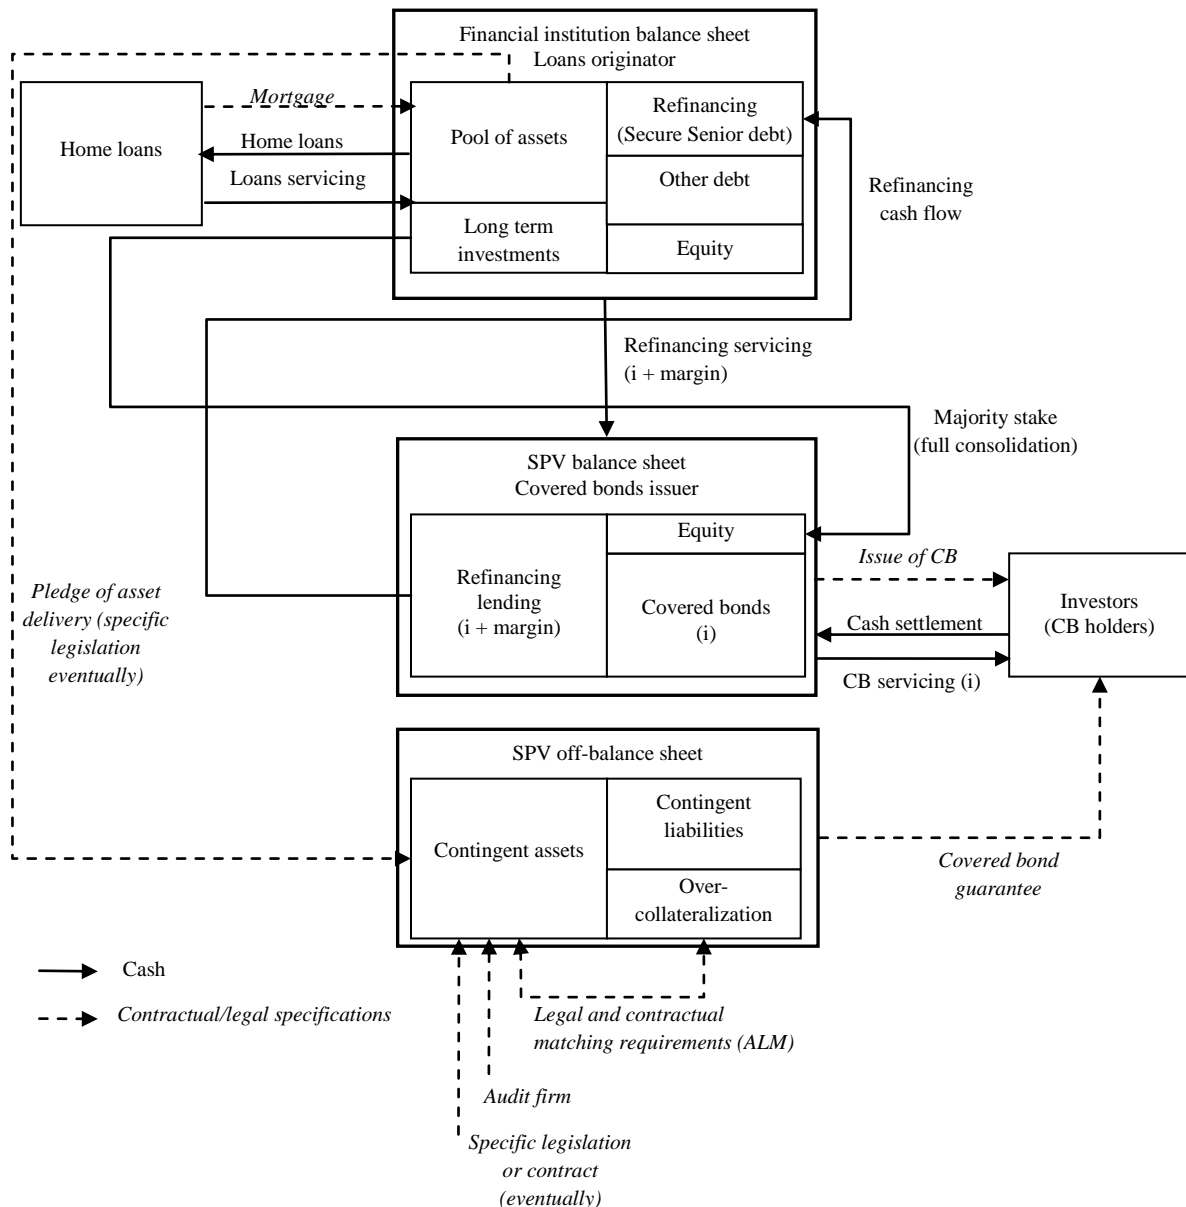 Financial institution balance sheet
Loans originator
Mortgage
Home loans
Home loans
Loans servicing
Pool of assets
Refinancing
(Secure Senior debt)
Other debt
Long term
investments
Equity
Refinancing
cash flow
Refinancing servicing
(i + margin)
Majority stake
(full consolidation)
SPV balance sheet
Covered bonds issuer
Equity
Refinancing
lending
(i + margin)
Covered bonds
(i)
Issue of CB
Cash settlement
CB servicing (i)
Investors
(CB holders)
Pledge of asset
delivery (specific
legislation
eventually)
SPV off-balance sheet
Contingent assets
Contingent
liabilities
Over-
collateralization
Covered bond
guarantee
Cash
Contractual/legal specifications
Legal and contractual
matching requirements (ALM)
Audit firm
Specific legislation
or contract
(eventually)